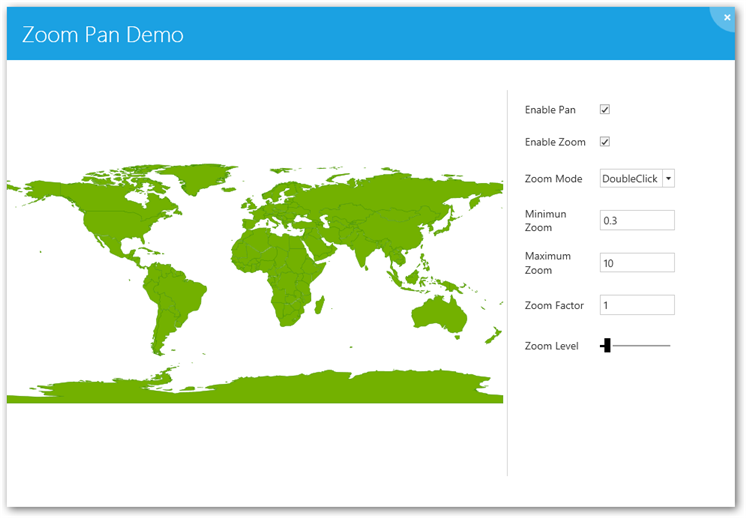 Zoom Pan Demo
Enable Pan
Enable Zoom
Zoom Mode DoubleClick
Minimun
Zoom 0.3
Maximum
Zoom 10
Zoom Factor 1
Zoom Level